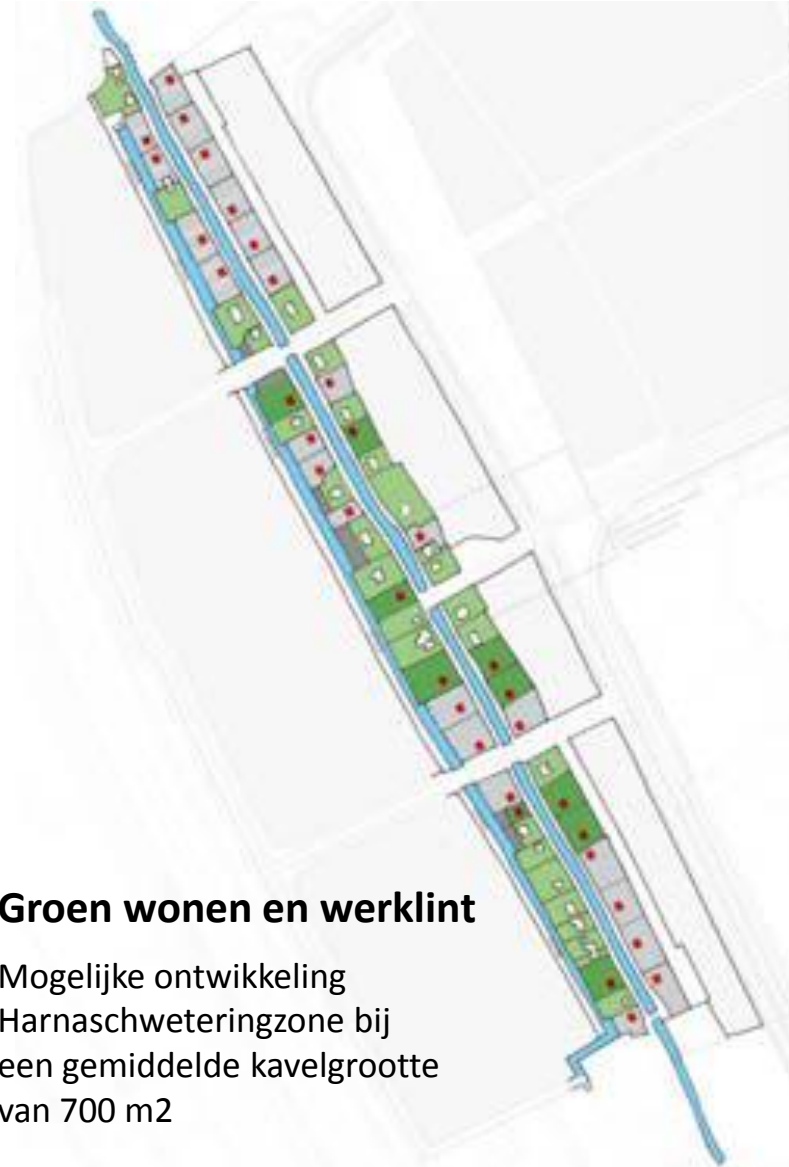 Groen wonen en werklint
Mogelijke ontwikkeling
Harnaschweteringzone bij
een gemiddelde kavelgrootte
van 700 m2